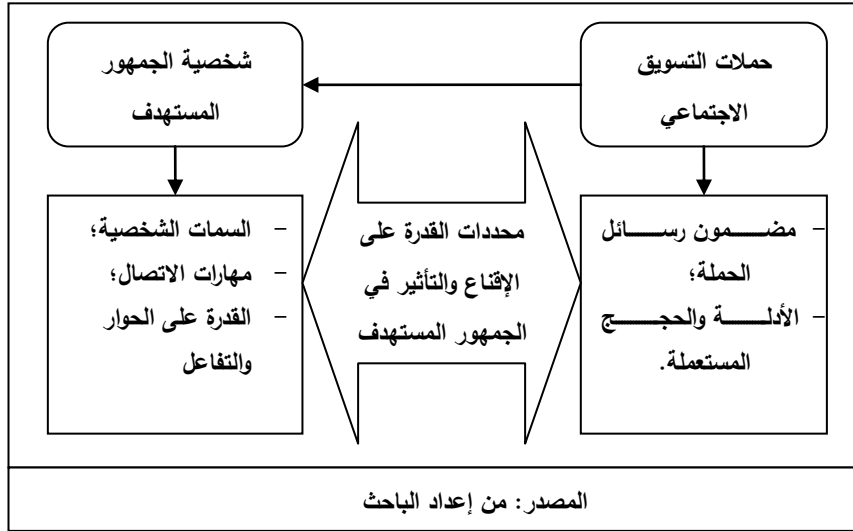 حملات التسويق
الاجتماعي
شخصية الجمهور
المستهدف
- مضمون رسائل
الحملة؛
- الأدلة والحجج
المستعملة.
محددات القدرة على
الإقناع والتأثير في
الجمهور المستهدف
- السمات الشخصية؛
- مهارات الاتصال؛
- القدرة على الحوار
والتفاعل
المصدر: من إعداد الباحث